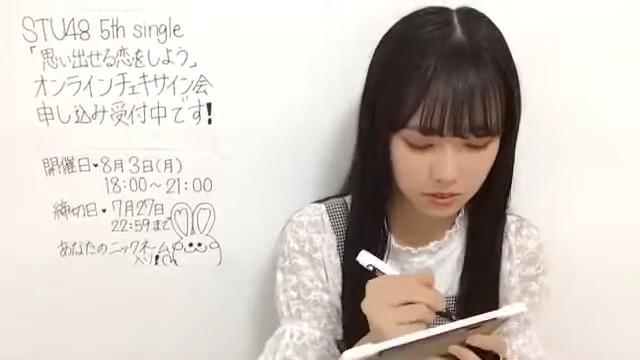 STU48 5th single
「思い出せる恋をしよう」
オンラインチェキサイン会
申し込み受付中です!
開催日・8月3日(月)
18:00〜21:00
締切日・7月27日
22:59まで
あなたのニックネーム
入り!